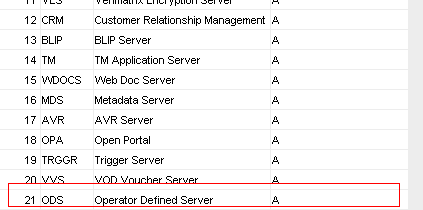 11 VES Verimatrix Encryption Server A
12 CRM Customer Relationship Management A
13 BLIP BLIP Server A
14 TM TM Application Server A
15 WDOCS Web Doc Server A
16 MDS Metadata Server A
17 AVR AVR Server A
18 OPA Open Portal A
19 TRGGR Trigger Server A
20 VVS VOD Voucher Server A
21 ODS Operator Defined Server A